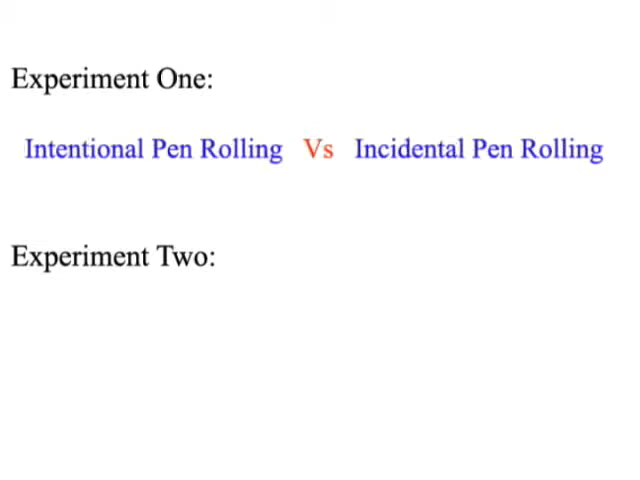 Experiment One:
Intentional Pen Rolling Vs Incidental Pen Rolling
Experiment Two: